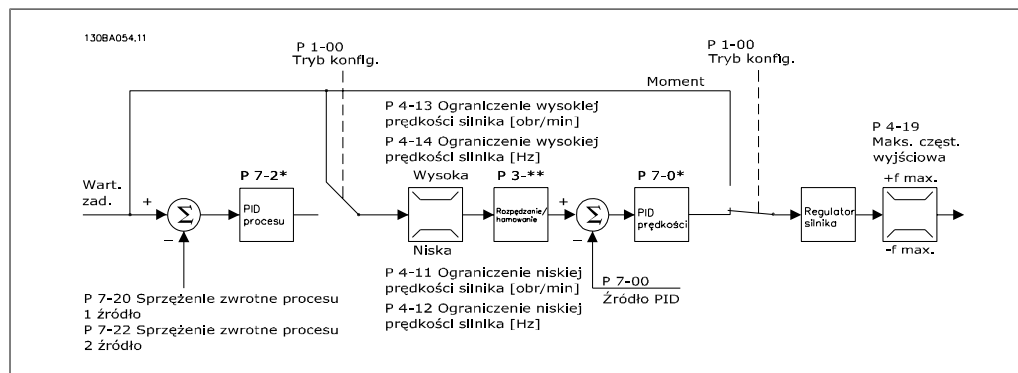 130BA054.11
P 1-00
Tryb konfig.
P 1-00
Tryb konfig.
Moment
P 4-13 Ograniczenie wysokiej
prędkości silnika [obr/min]
P 4-14 Ograniczenie wysokiej
prędkości silnika [Hz]
P 4-19
Maks. częst.
wyjściowa
Wart.
zad.
+
Σ
–
P 7-2*
PID
procesu
Wysoka
Niska
P 3-**
Rozpędzanie/
hamowanie
+
Σ
–
P 7-0*
PID
prędkości
Regulator
silnika
+f max.
-f max.
P 7-20 Sprzężenie zwrotne procesu
1 źródło
P 7-22 Sprzężenie zwrotne procesu
2 źródło
P 4-11 Ograniczenie niskiej
prędkości silnika [obr/min]
P 4-12 Ograniczenie niskiej
prędkości silnika [Hz]
P 7-00
Źródło PID